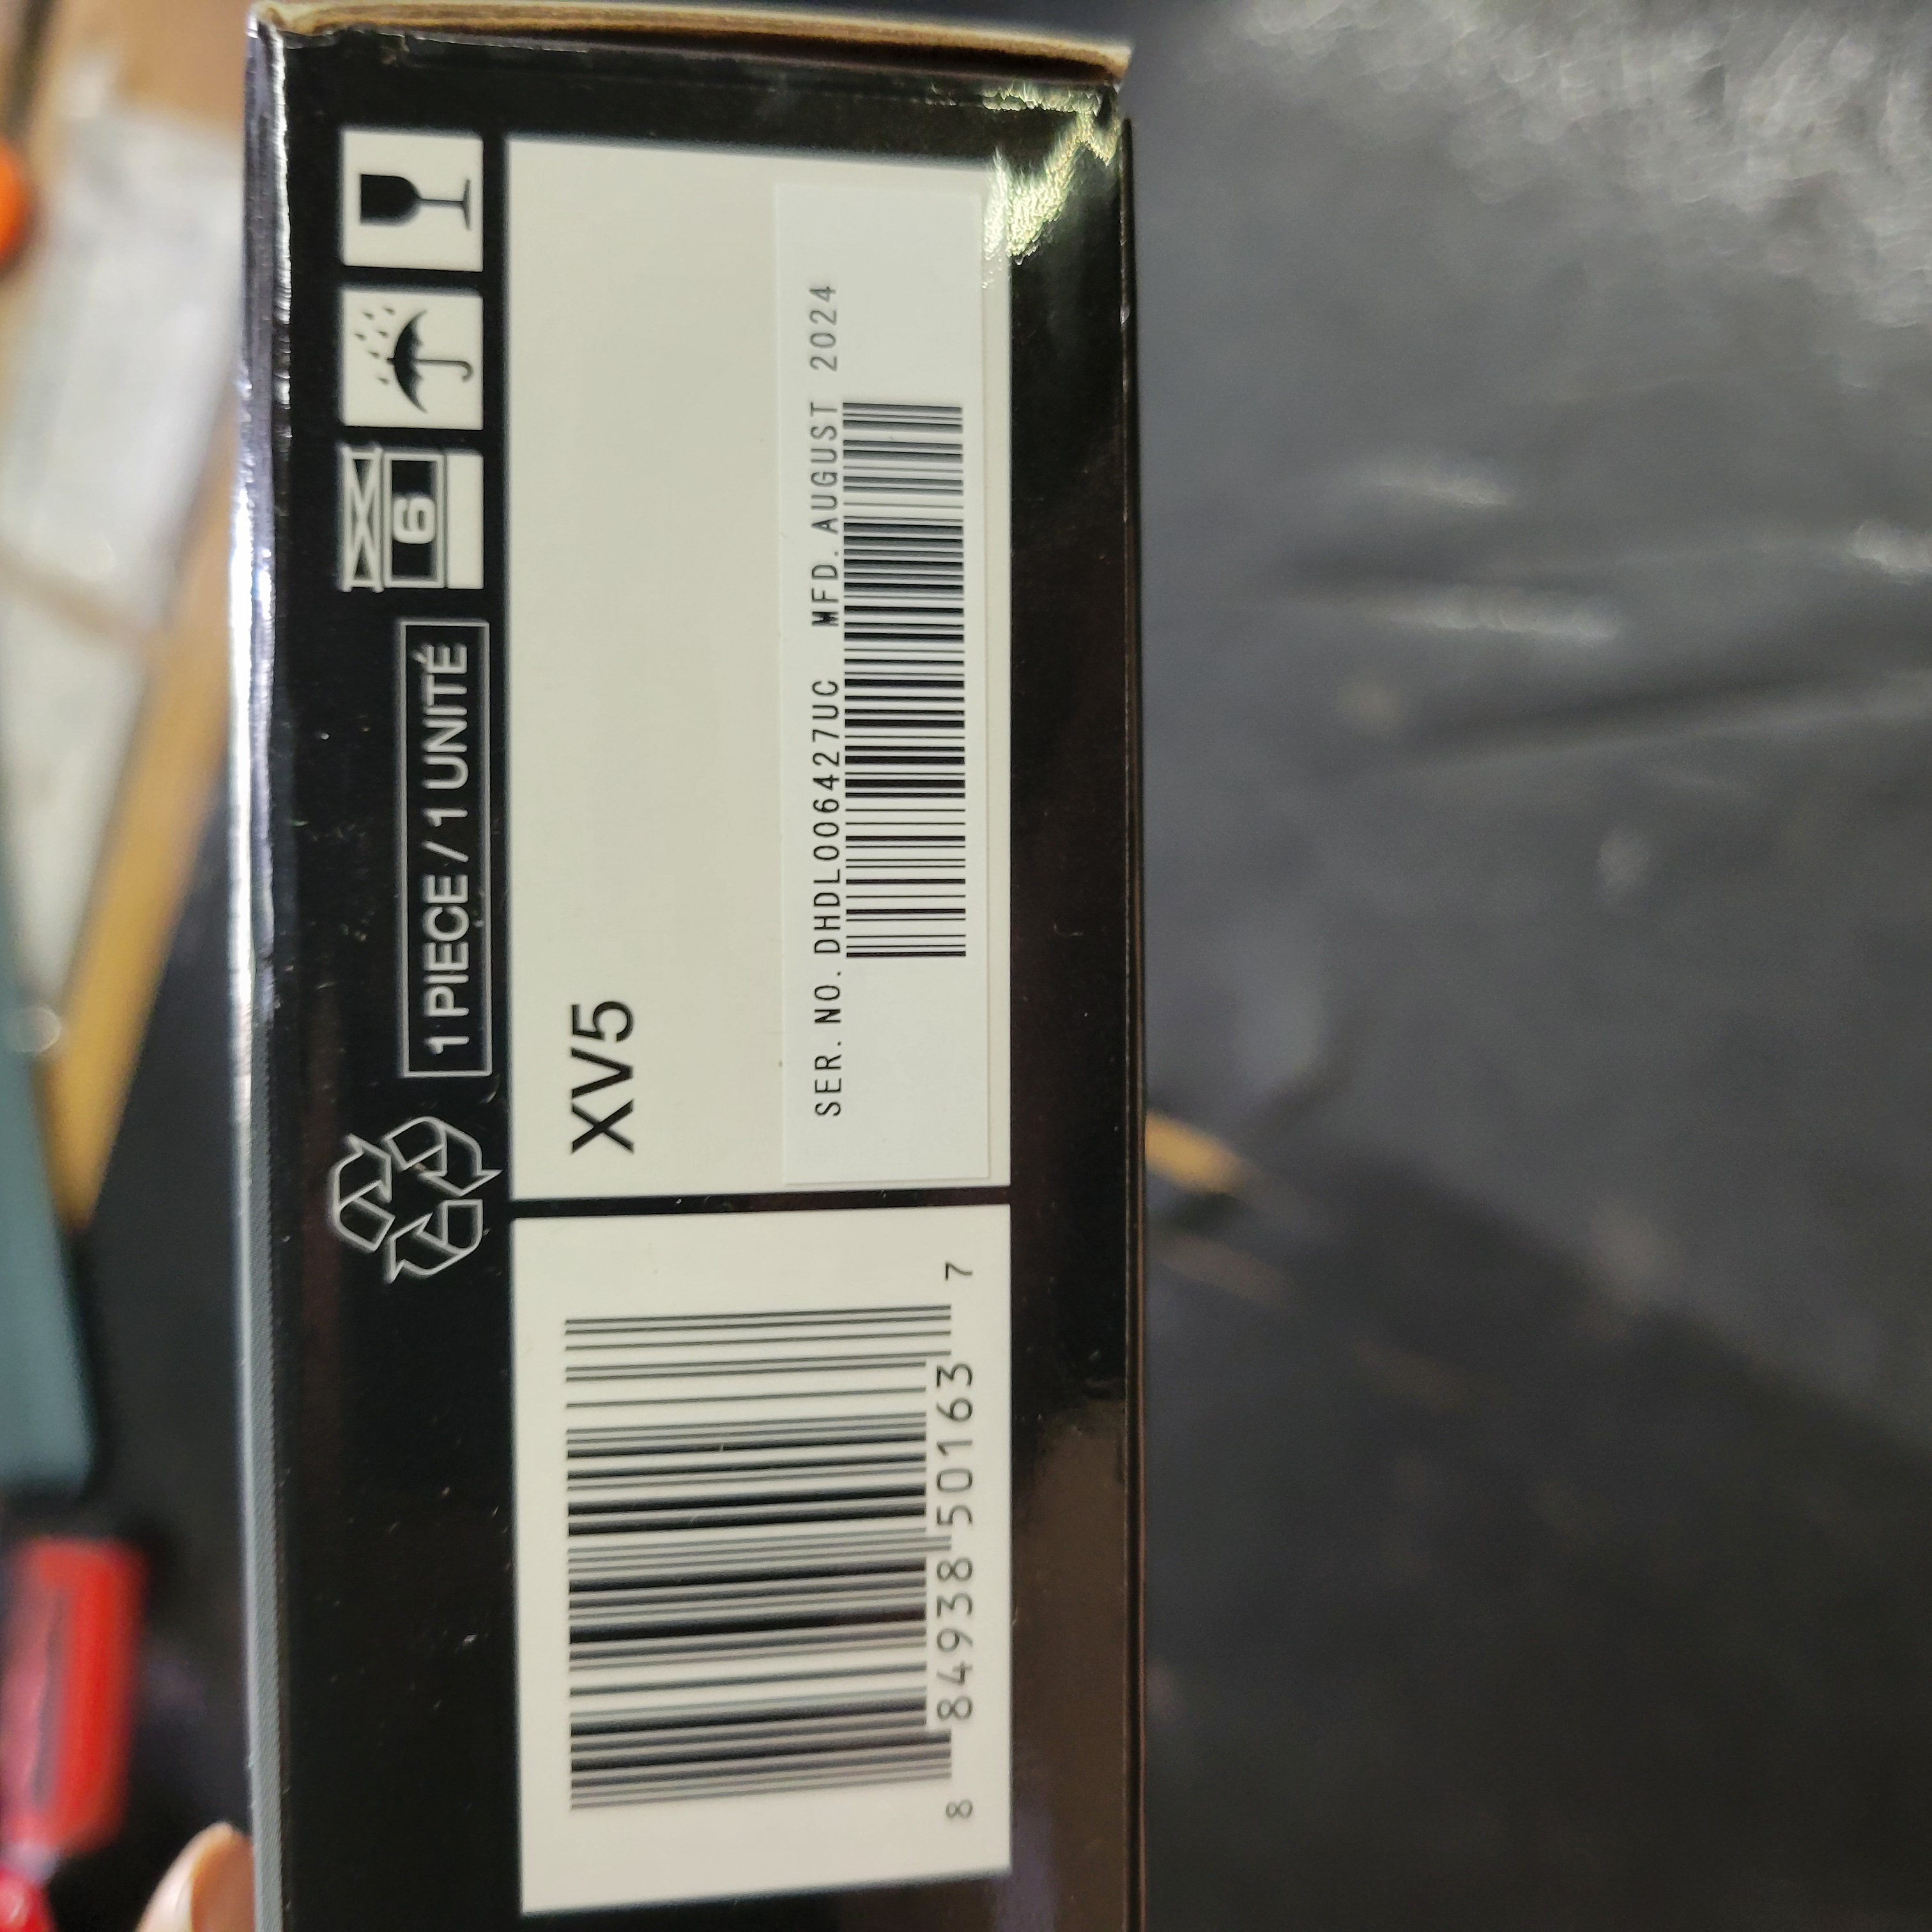 6
1 PIECE / 1 UNITÉ
XV5
SER. NO. DHDL006427UC MFD. AUGUST 2024
8 84938 50163 7